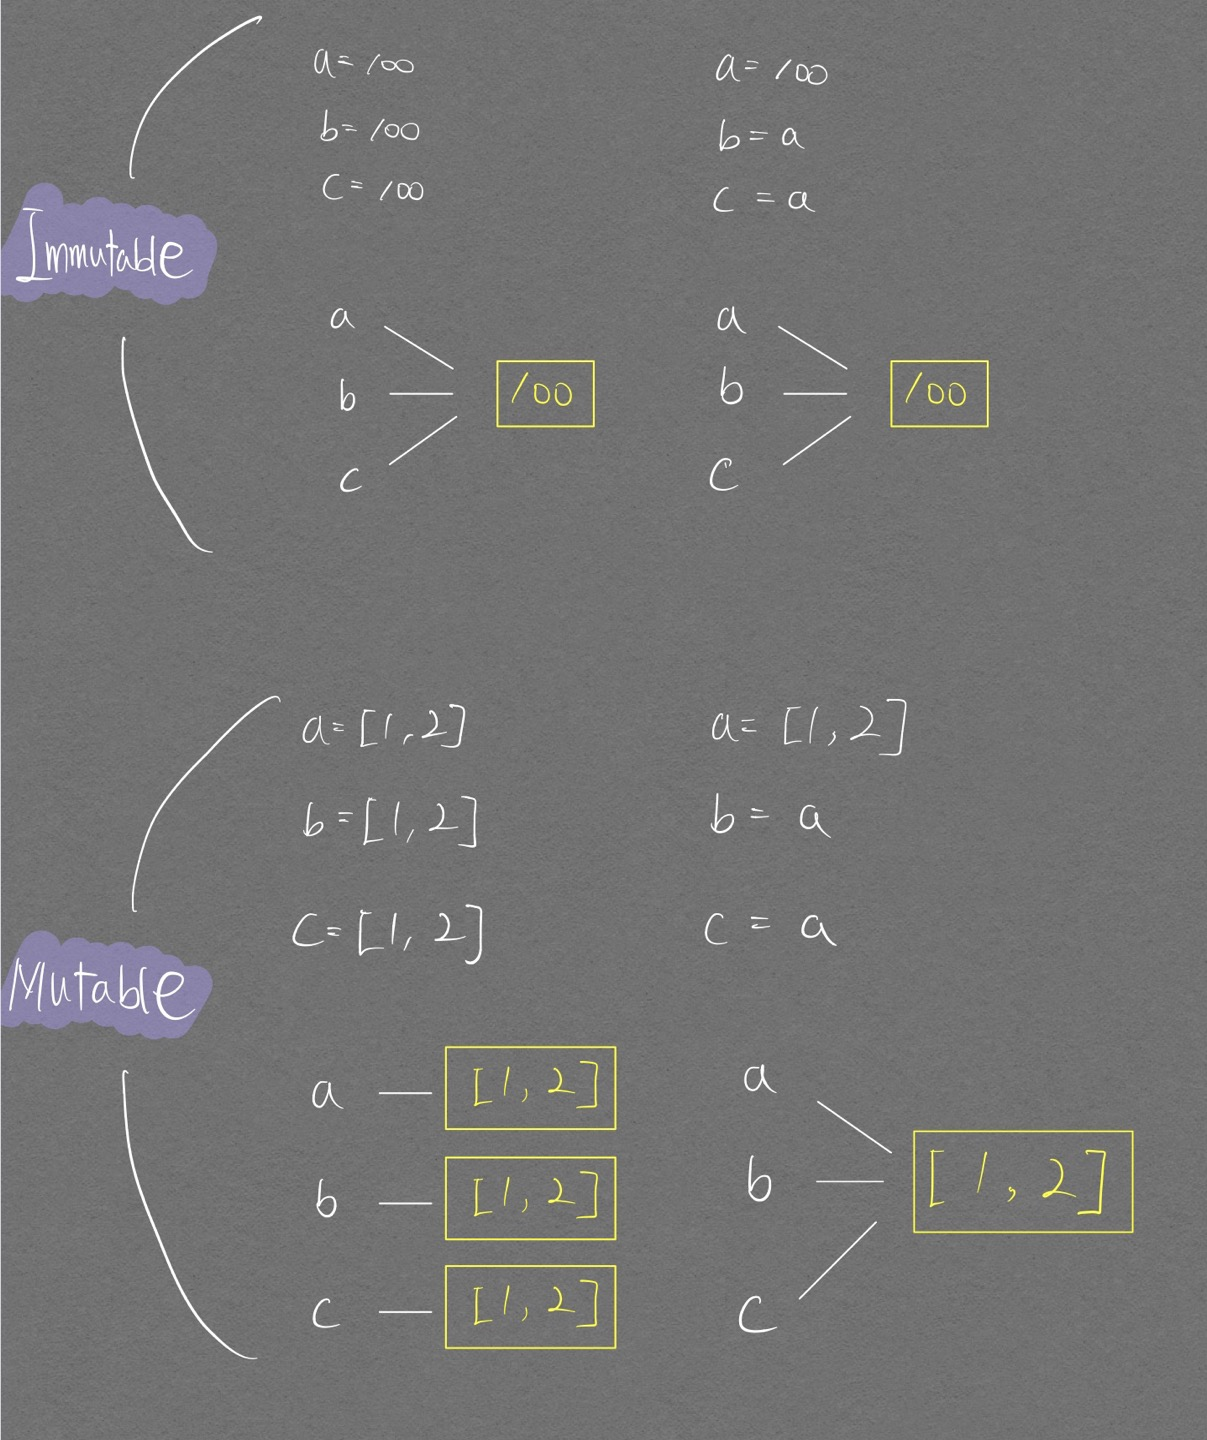 Immutable
a=100
b=100
c=100
a
b
c
100
a=100
b=a
c=a
a
b
c
100
Mutable
a=[1,2]
b=[1,2]
c=[1,2]
a [1,2]
b [1,2]
c [1,2]
a=[1,2]
b=a
c=a
a
b
c
[1,2]